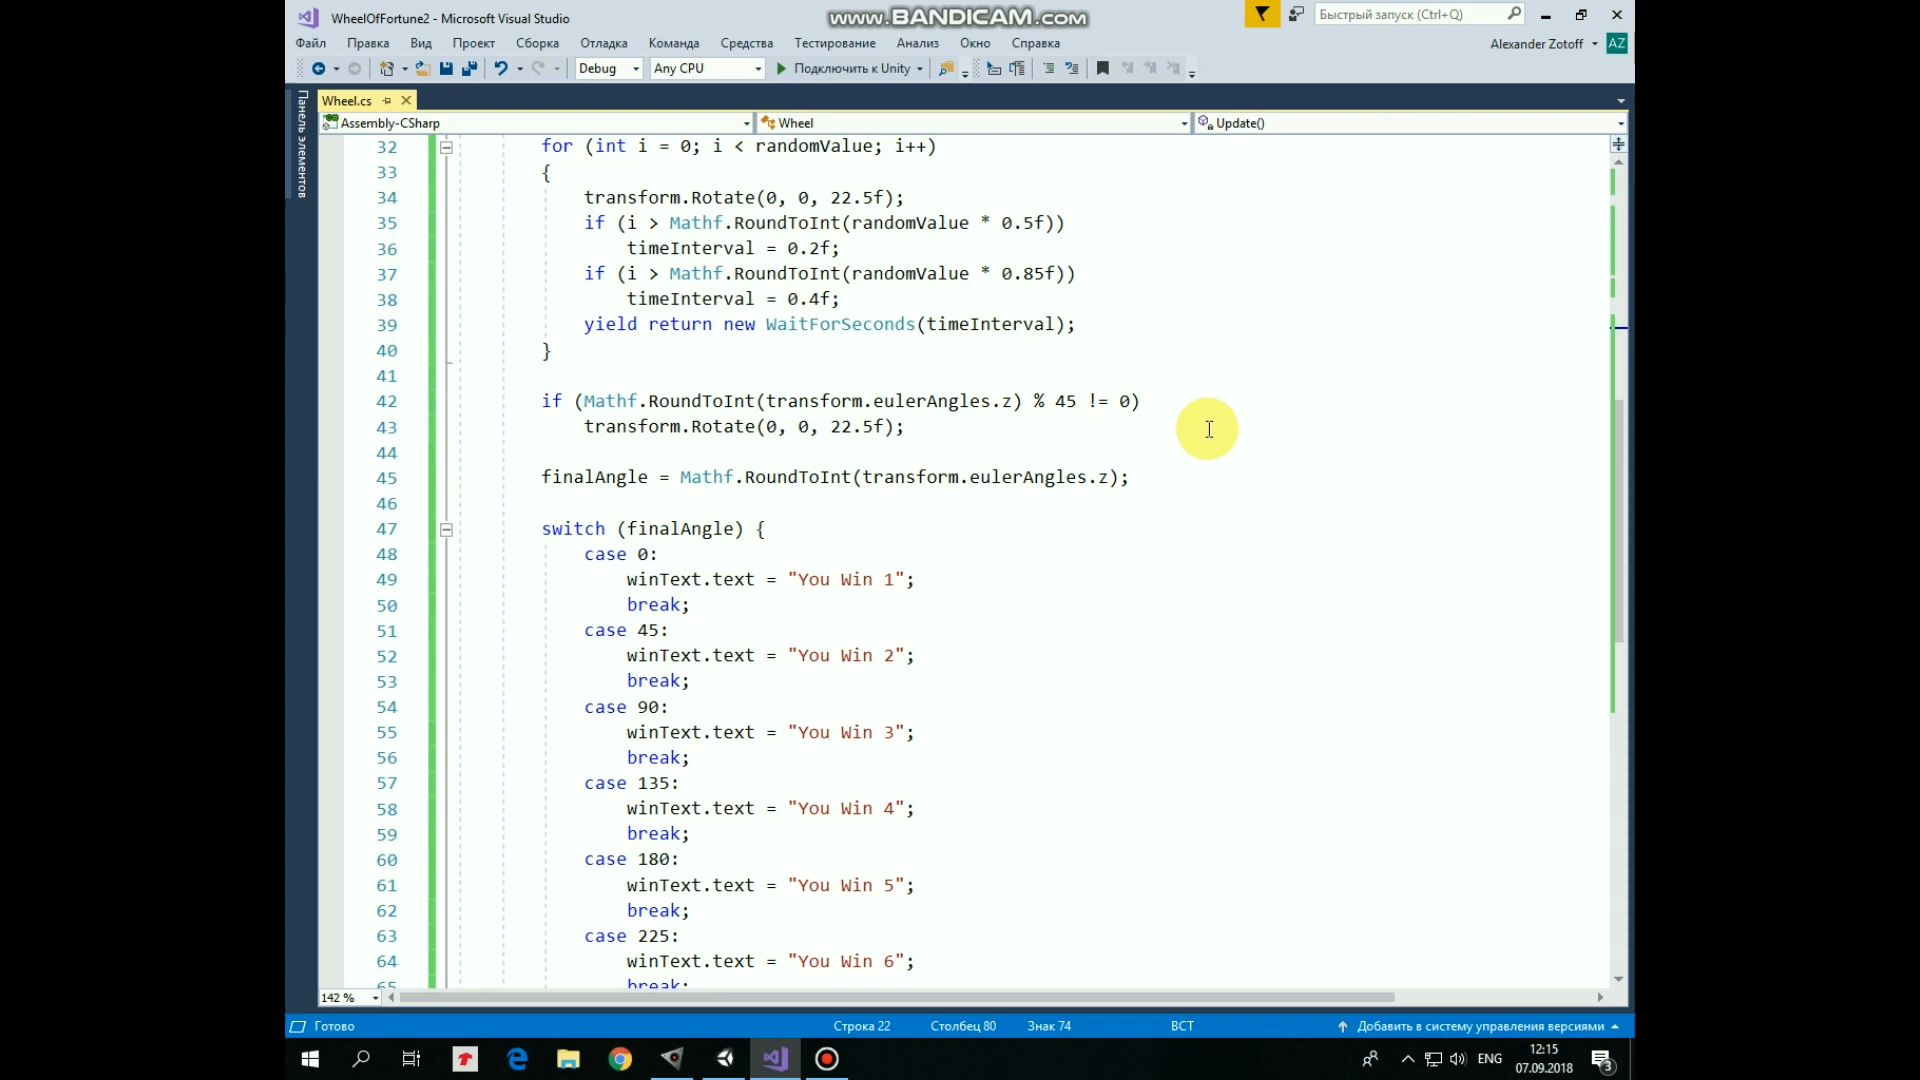 WheelOfFortune2 - Microsoft Visual Studio
www.BANDICAM.com
Быстрый запуск (Ctrl+Q)
Файл Правка Вид Проект Сборка Отладка Команда Средства Тестирование Анализ Окно Справка
Alexander Zotoff AZ
Debug Any CPU Подключить к Unity
Панель элементов
Wheel.cs
Assembly-CSharp Wheel Update()
32 for (int i = 0; i < randomValue; i++)
33 {
34 transform.Rotate(0, 0, 22.5f);
35 if (i > Mathf.RoundToInt(randomValue * 0.5f))
36 timeInterval = 0.2f;
37 if (i > Mathf.RoundToInt(randomValue * 0.85f))
38 timeInterval = 0.4f;
39 yield return new WaitForSeconds(timeInterval);
40 }
41
42 if (Mathf.RoundToInt(transform.eulerAngles.z) % 45 != 0)
43 transform.Rotate(0, 0, 22.5f);
44
45 finalAngle = Mathf.RoundToInt(transform.eulerAngles.z);
46
47 switch (finalAngle) {
48 case 0:
49 winText.text = "You Win 1";
50 break;
51 case 45:
52 winText.text = "You Win 2";
53 break;
54 case 90:
55 winText.text = "You Win 3";
56 break;
57 case 135:
58 winText.text = "You Win 4";
59 break;
60 case 180:
61 winText.text = "You Win 5";
62 break;
63 case 225:
64 winText.text = "You Win 6";
65 break;
142 %
Готово Строка 22 Столбец 80 Знак 74 ВСТ Добавить в систему управления версиями
ENG 12:15
07.09.2018 3